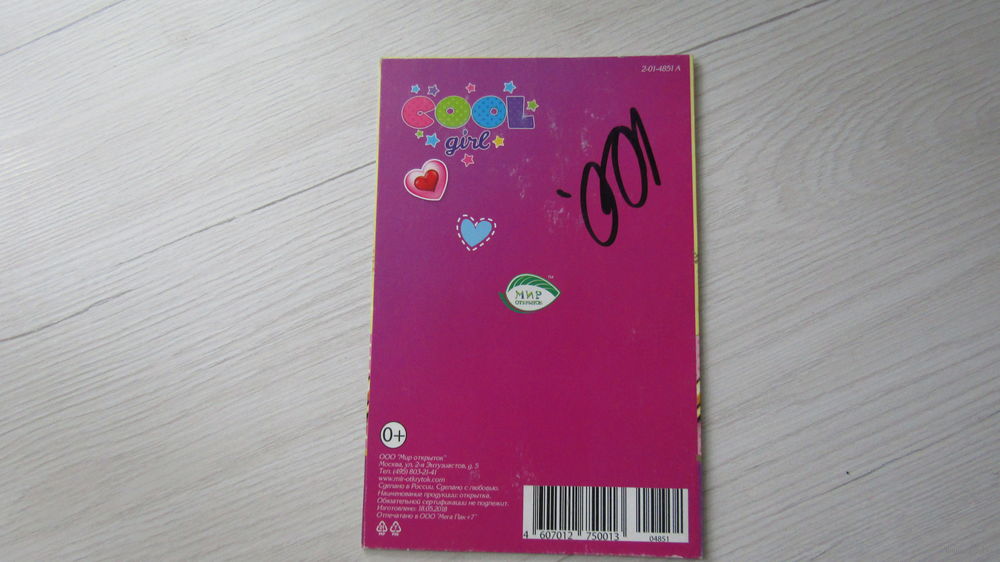 2-01-4851 A
COOL
girl
МИР
ОТКРЫТОК
TM
0+
ООО "Мир открыток"
Москва, ул. 2-я Энтузиастов, д. 5
Тел. (495) 803-21-41
www.mir-otkrytok.com
Сделано в России. Сделано с любовью.
Наименование продукции: открытка.
Обязательной сертификации не подлежит.
Изготовлено: 18.05.2018
Отпечатано в ООО "Мега Пак+7"
4 607012 750013
04851